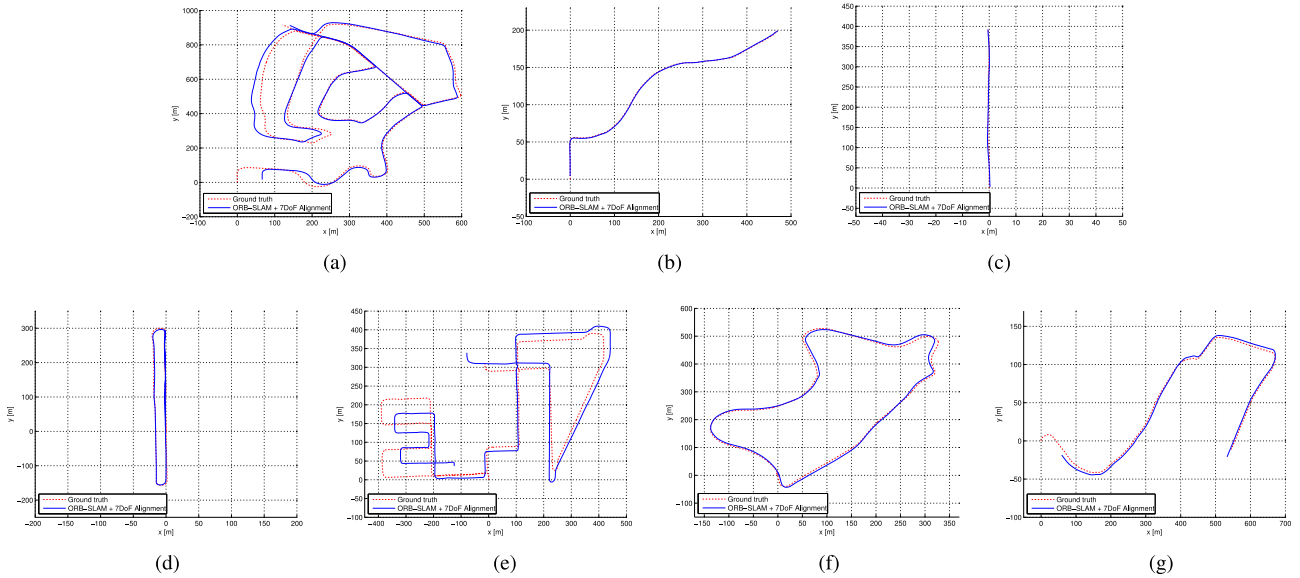 1000
800
600
400
200
0
−200
y [m]
0 100 200 300 400 500 600
x [m]
Ground truth
ORB−SLAM + 7DoF Alignment
(a)
200
150
100
50
0
−50
y [m]
0 100 200 300 400 500
x [m]
Ground truth
ORB−SLAM + 7DoF Alignment
(b)
450
400
350
300
250
200
150
100
50
0
−50
y [m]
−50 −40 −30 −20 −10 0 10 20 30 40 50
x [m]
Ground truth
ORB−SLAM + 7DoF Alignment
(c)
300
200
100
0
−100
−200
y [m]
−200 −150 −100 −50 0 50 100 150 200
x [m]
Ground truth
ORB−SLAM + 7DoF Alignment
(d)
450
400
350
300
250
200
150
100
50
0
−50
−100
y [m]
−400 −300 −200 −100 0 100 200 300 400 500
x [m]
Ground truth
ORB−SLAM + 7DoF Alignment
(e)
600
500
400
300
200
100
0
−100
y [m]
−150 −100 −50 0 50 100 150 200 250 300 350
x [m]
Ground truth
ORB−SLAM + 7DoF Alignment
(f)
150
100
50
0
−50
−100
y [m]
0 100 200 300 400 500 600 700
x [m]
Ground truth
ORB−SLAM + 7DoF Alignment
(g)